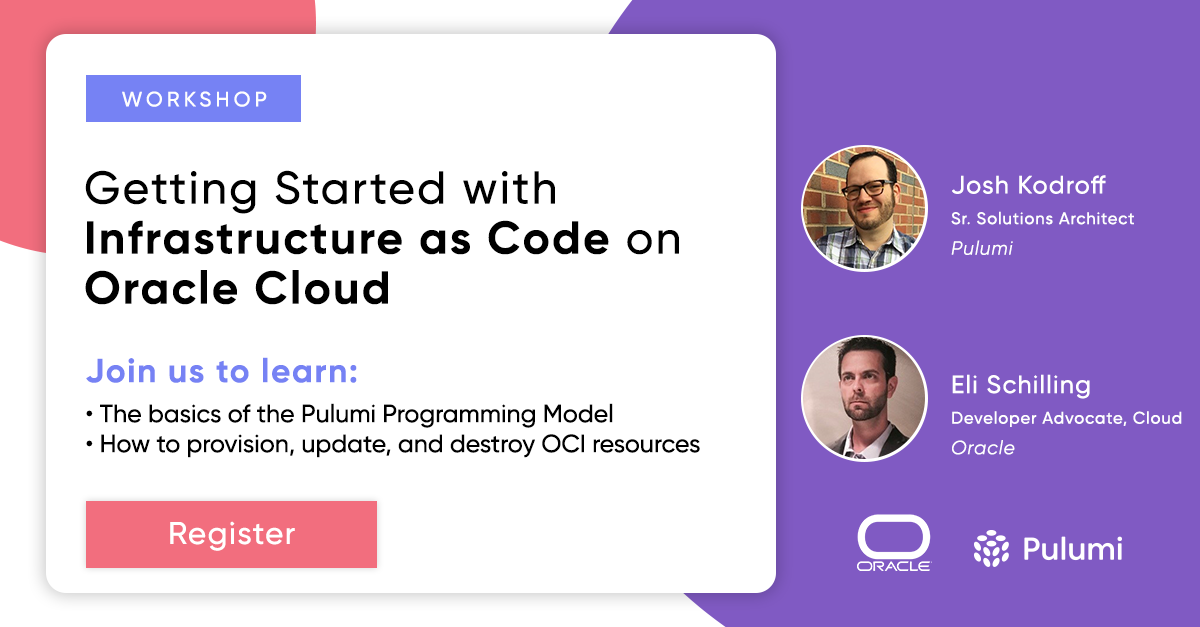 WORKSHOP
Getting Started with
Infrastructure as Code on
Oracle Cloud
Join us to learn:
• The basics of the Pulumi Programming Model
• How to provision, update, and destroy OCI resources
Register
Josh Kodroff
Sr. Solutions Architect
Pulumi
Eli Schilling
Developer Advocate, Cloud
Oracle
ORACLE
Pulumi